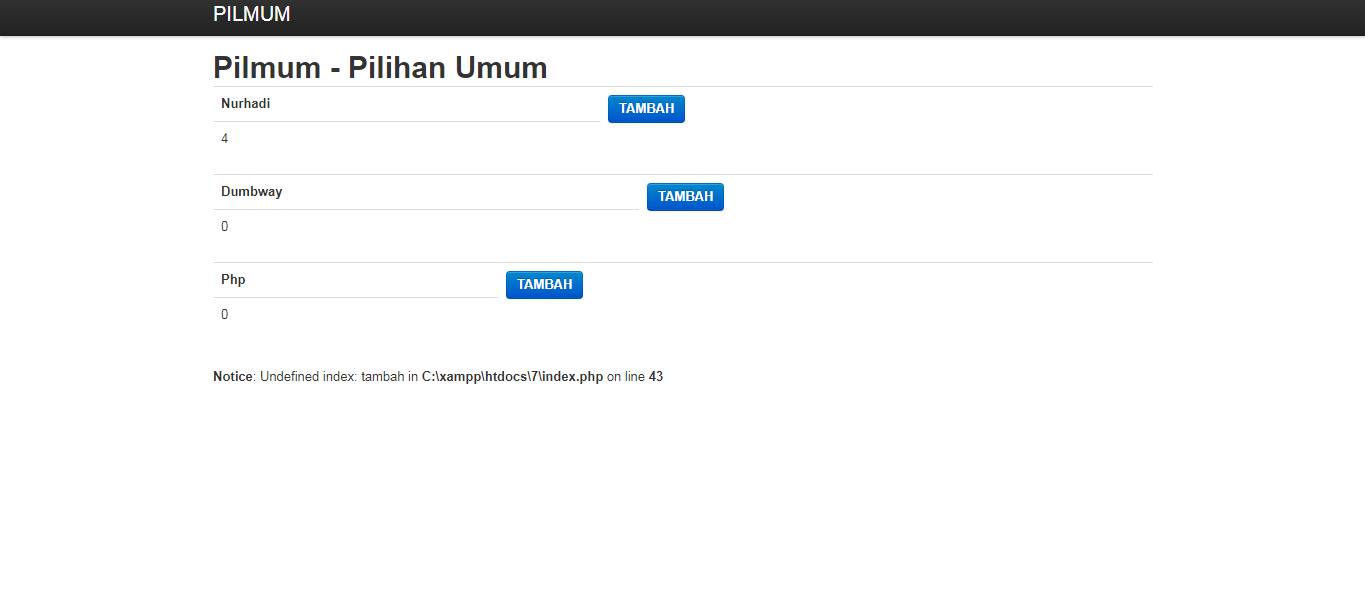 PILMUM
Pilmum - Pilihan Umum
Nurhadi
TAMBAH
4
Dumbway
TAMBAH
0
Php
TAMBAH
0
Notice: Undefined index: tambah in C:\xampp\htdocs\7\index.php on line 43